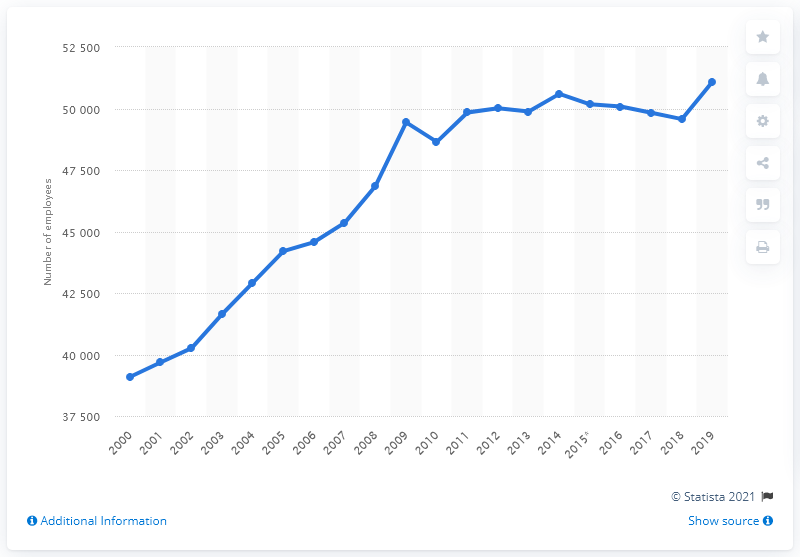 52 500
50 000
47 500
45 000
42 500
40 000
37 500
Number of employees
2000 2001 2002 2003 2004 2005 2006 2007 2008 2009 2010 2011 2012 2013 2014 2015* 2016 2017 2018 2019
© Statista 2021
Additional Information
Show source